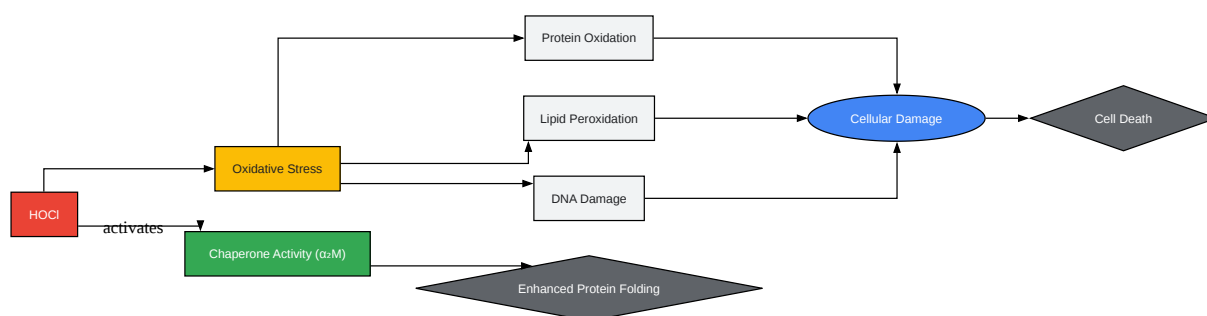 Protein Oxidation
Lipid Peroxidation
Cellular Damage
Cell Death
Oxidative Stress
DNA Damage
HOCl
activates
Chaperone Activity (α₂M)
Enhanced Protein Folding